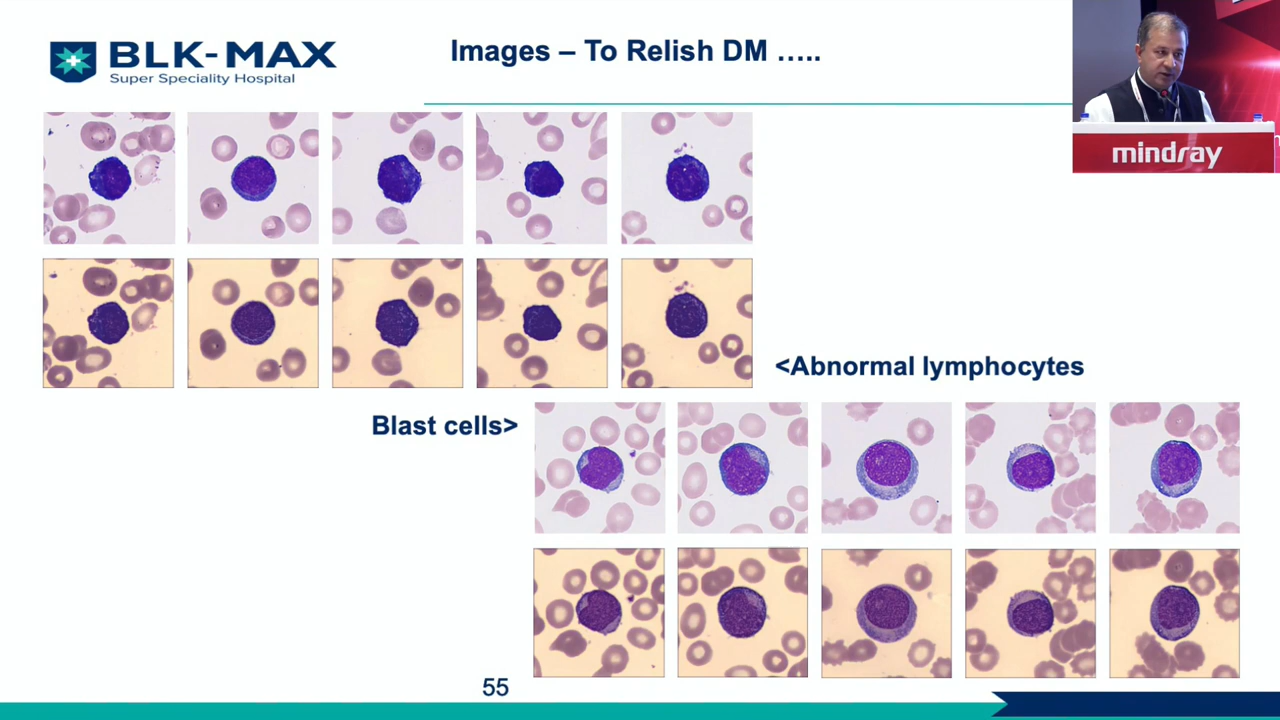 BLK-MAX
Super Speciality Hospital
Images – To Relish DM …..
mindray
<Abnormal lymphocytes
Blast cells>
55